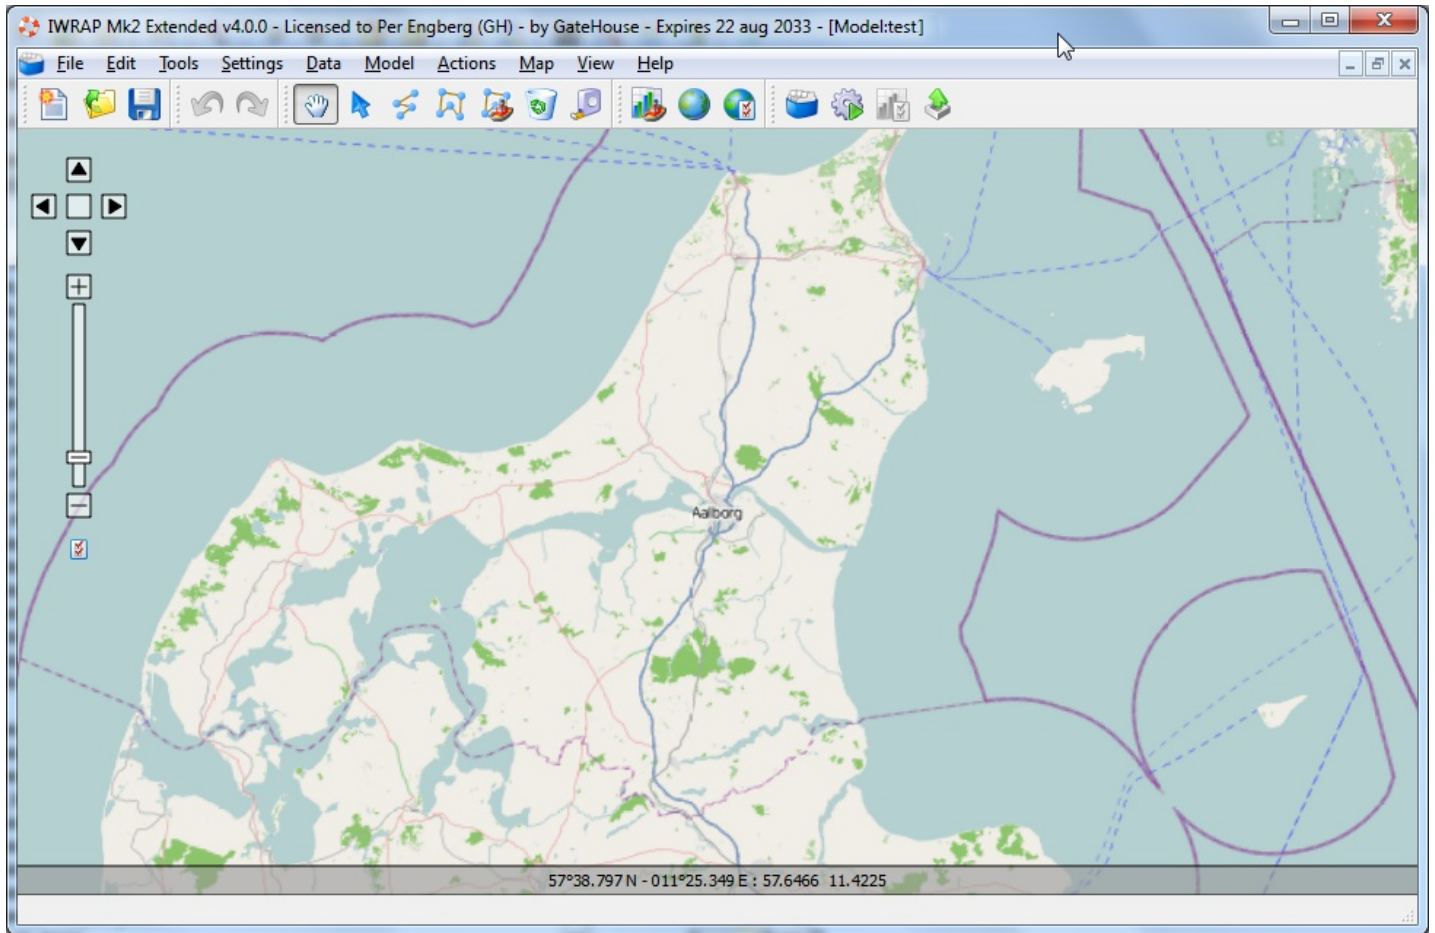 IWRAP Mk2 Extended v4.0.0 - Licensed to Per Engberg (GH) - by GateHouse - Expires 22 aug 2033 - [Model:test]
File Edit Tools Settings Data Model Actions Map View Help
Aalborg
57°38.797 N - 011°25.349 E : 57.6466 11.4225